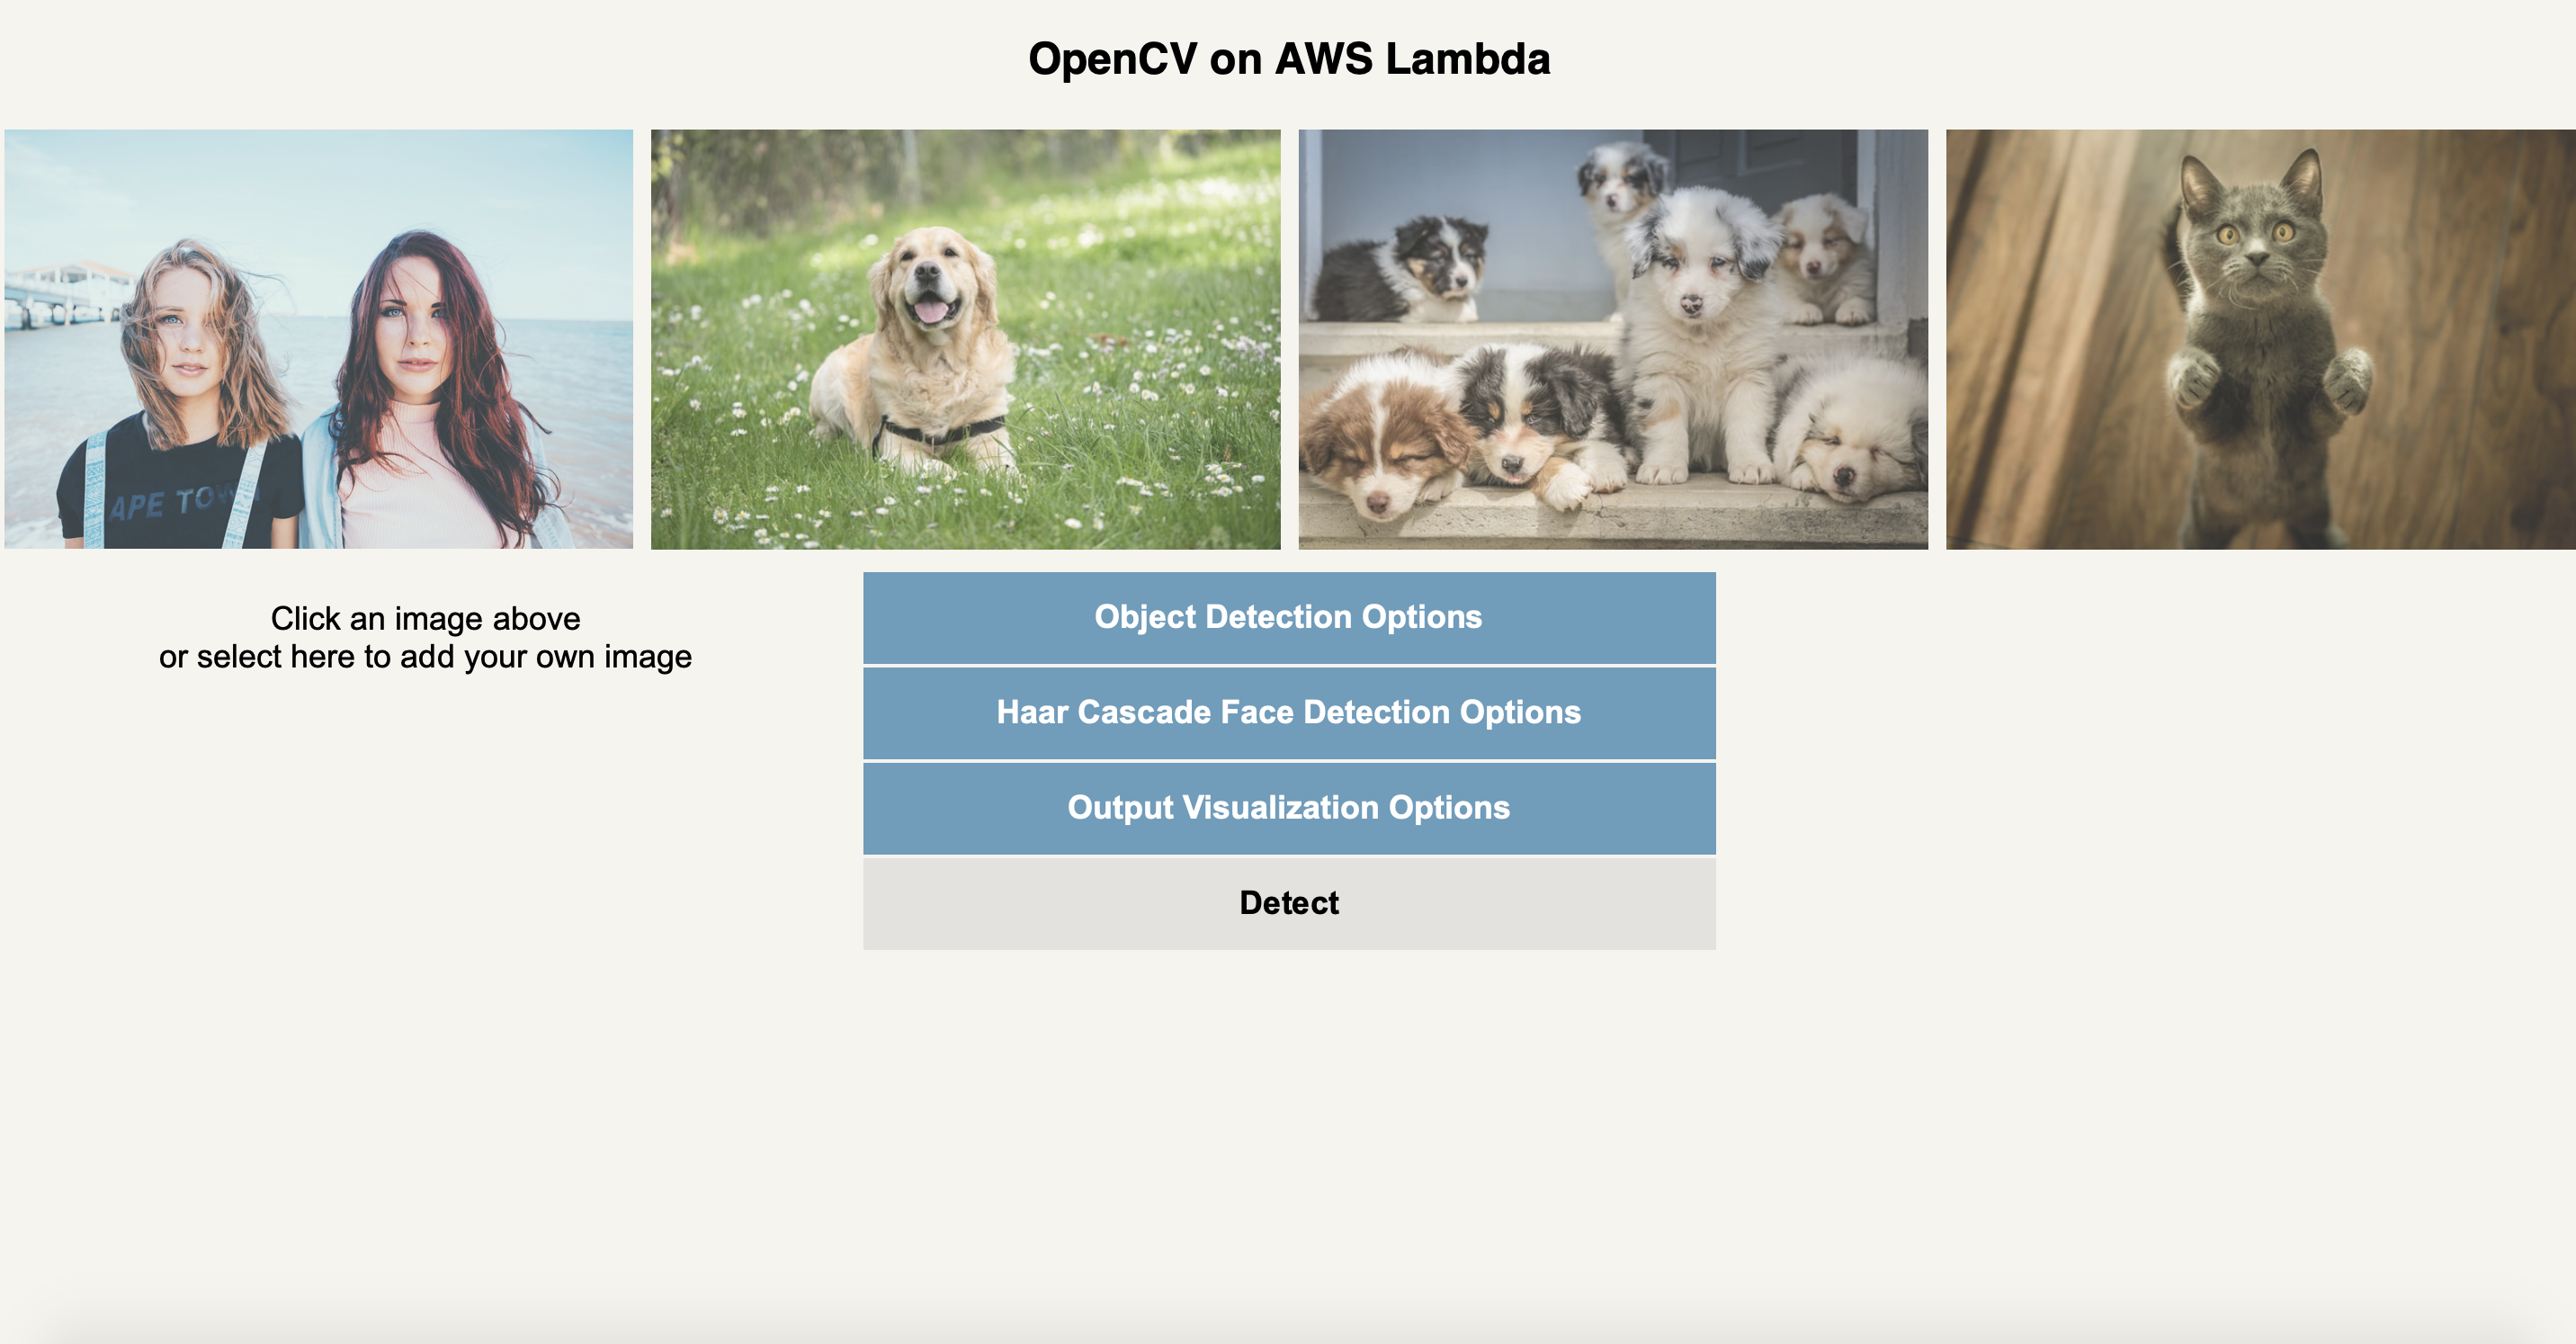 OpenCV on AWS Lambda
APE TOWN
Click an image above
or select here to add your own image
Object Detection Options
Haar Cascade Face Detection Options
Output Visualization Options
Detect